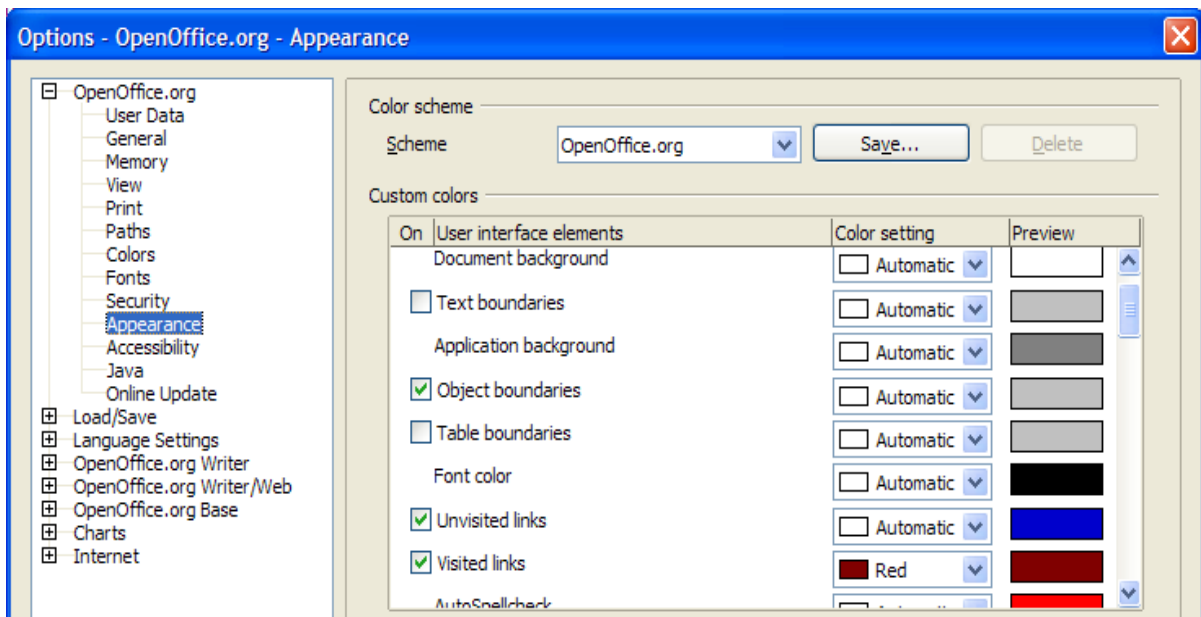 Options - OpenOffice.org - Appearance
OpenOffice.org
User Data
General
Memory
View
Print
Paths
Colors
Fonts
Security
Appearance
Accessibility
Java
Online Update
Load/Save
Language Settings
OpenOffice.org Writer
OpenOffice.org Writer/Web
OpenOffice.org Base
Charts
Internet
Color scheme
Scheme OpenOffice.org Save... Delete
Custom colors
On User interface elements Color setting Preview
Document background Automatic
Text boundaries Automatic
Application background Automatic
Object boundaries Automatic
Table boundaries Automatic
Font color Automatic
Unvisited links Automatic
Visited links Red
AutoSpellcheck